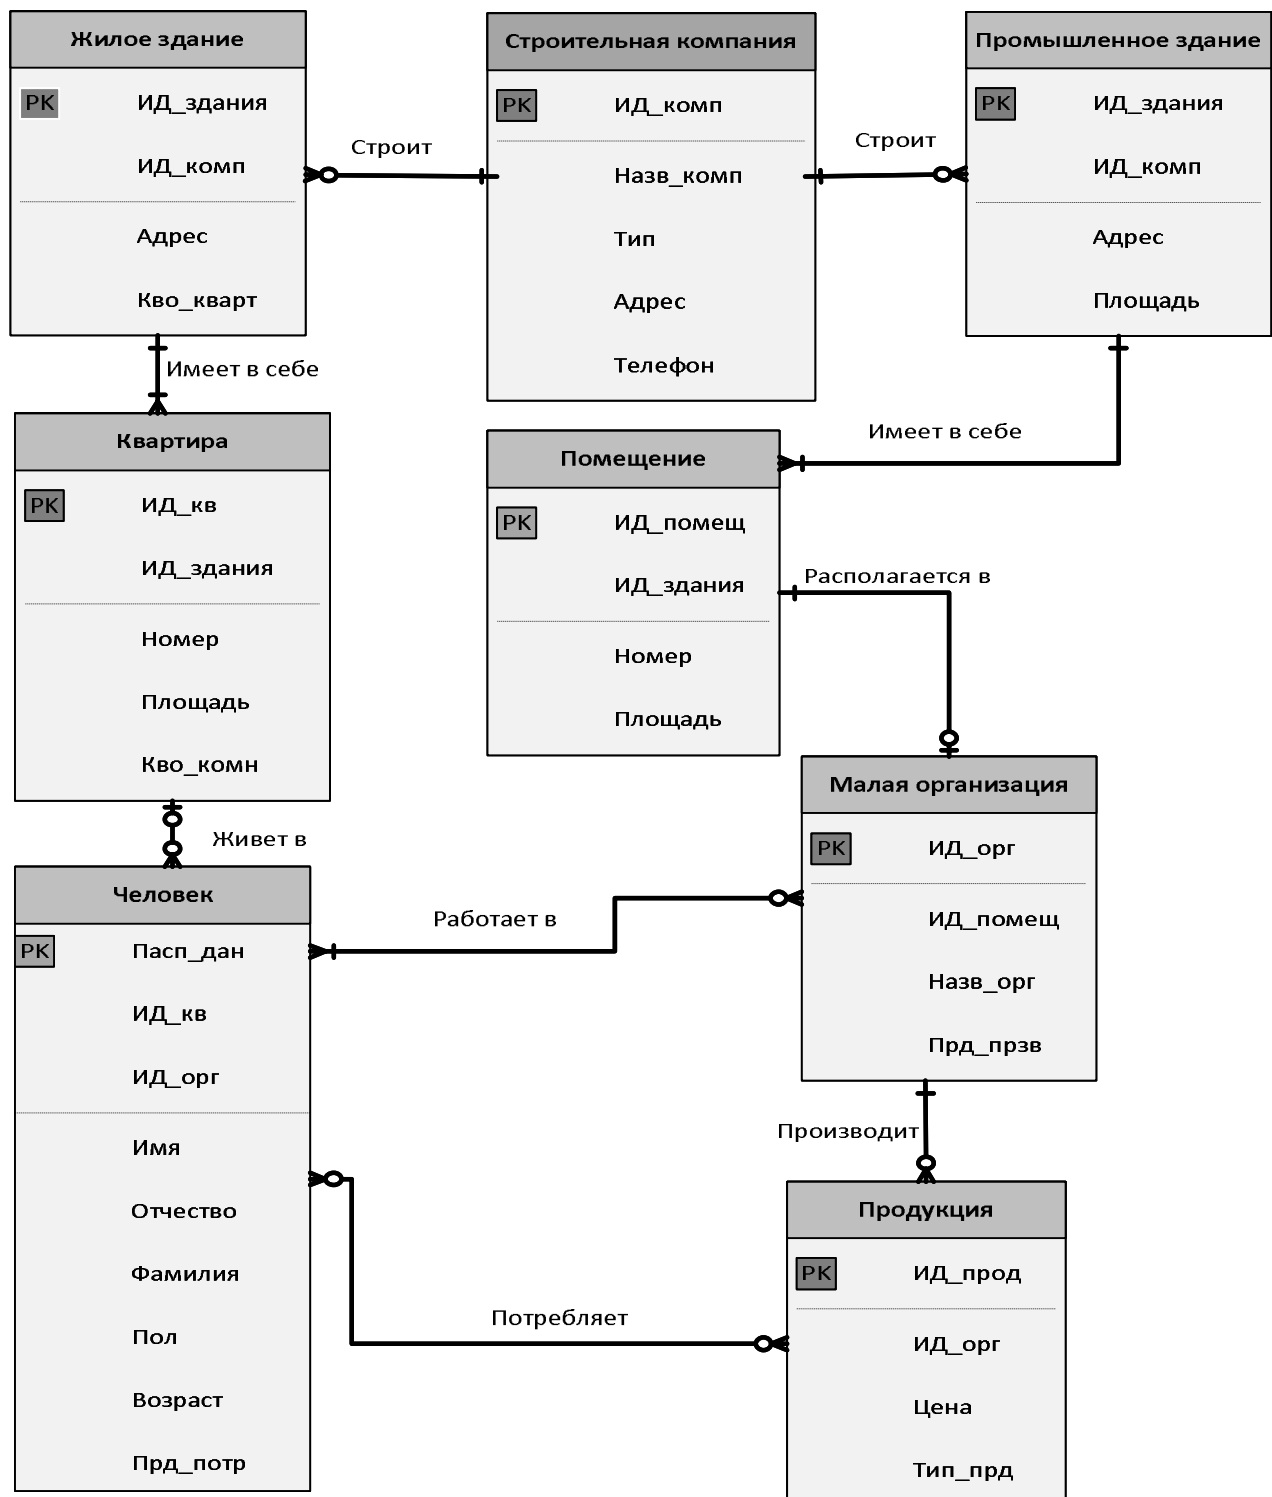 Жилое здание
PK
ИД_здания
ИД_комп
Адрес
Кво_кварт
Строит
Строительная компания
PK
ИД_комп
Назв_комп
Тип
Адрес
Телефон
Строит
Промышленное здание
PK
ИД_здания
ИД_комп
Адрес
Площадь
Имеет в себе
Имеет в себе
Квартира
PK
ИД_кв
ИД_здания
Номер
Площадь
Кво_комн
Помещение
PK
ИД_помещ
ИД_здания
Номер
Площадь
Располагается в
Живет в
Малая организация
PK
ИД_орг
ИД_помещ
Назв_орг
Прд_прзв
Человек
PK
Пасп_дан
ИД_кв
ИД_орг
Имя
Отчество
Фамилия
Пол
Возраст
Прд_потр
Работает в
Производит
Потребляет
Продукция
PK
ИД_прод
ИД_орг
Цена
Тип_прд